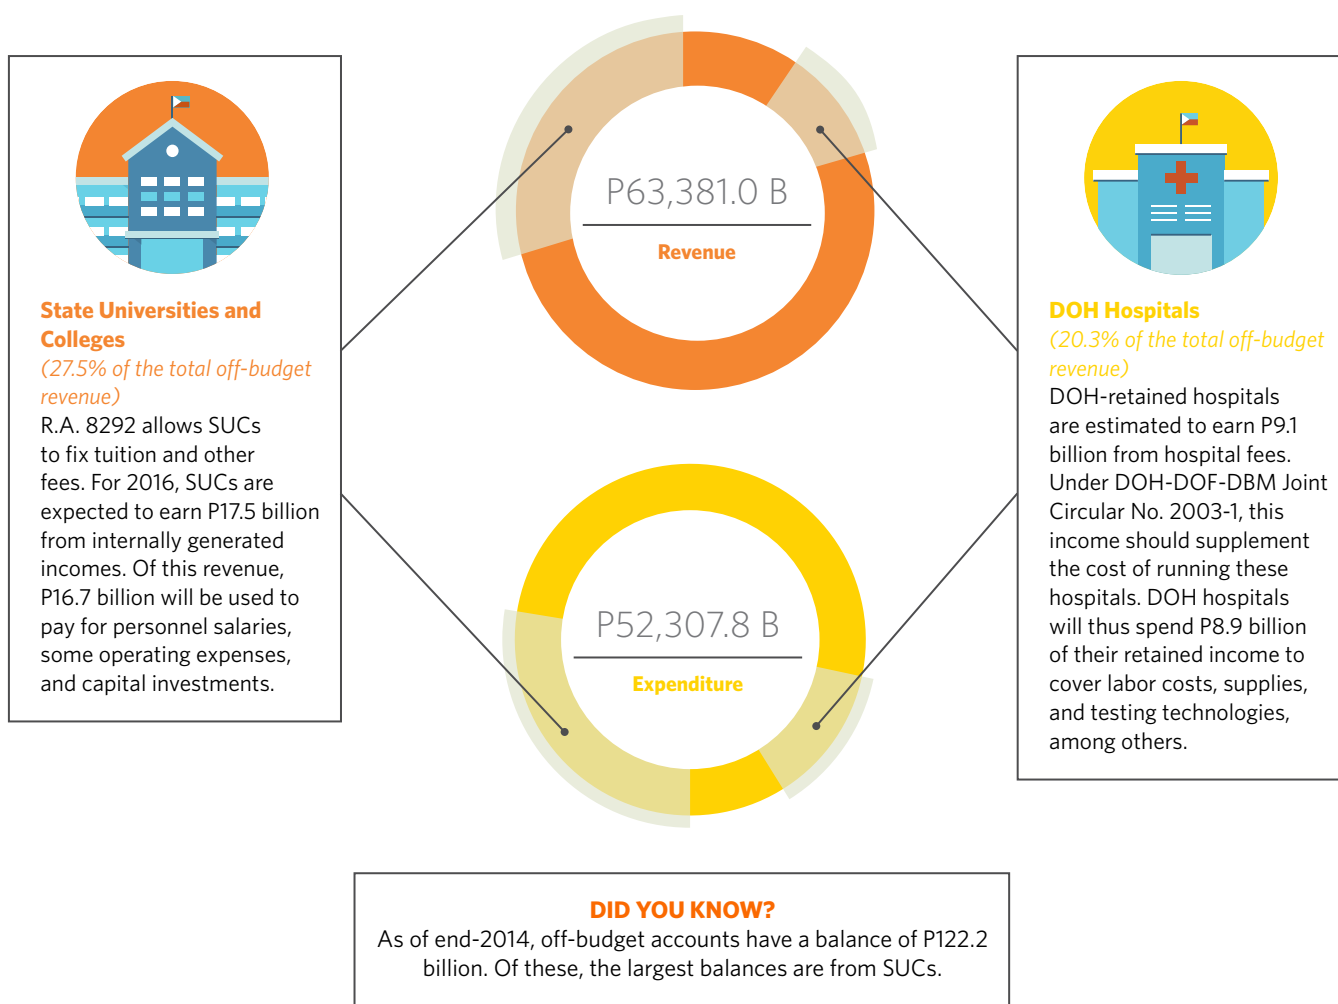 State Universities and
Colleges
(27.5% of the total off-budget
revenue)
R.A. 8292 allows SUCs
to fix tuition and other
fees. For 2016, SUCs are
expected to earn P17.5 billion
from internally generated
incomes. Of this revenue,
P16.7 billion will be used to
pay for personnel salaries,
some operating expenses,
and capital investments.
P63,381.0 B
Revenue
P52,307.8 B
Expenditure
DOH Hospitals
(20.3% of the total off-budget
revenue)
DOH-retained hospitals
are estimated to earn P9.1
billion from hospital fees.
Under DOH-DOF-DBM Joint
Circular No. 2003-1, this
income should supplement
the cost of running these
hospitals. DOH hospitals
will thus spend P8.9 billion
of their retained income to
cover labor costs, supplies,
and testing technologies,
among others.
DID YOU KNOW?
As of end-2014, off-budget accounts have a balance of P122.2
billion. Of these, the largest balances are from SUCs.